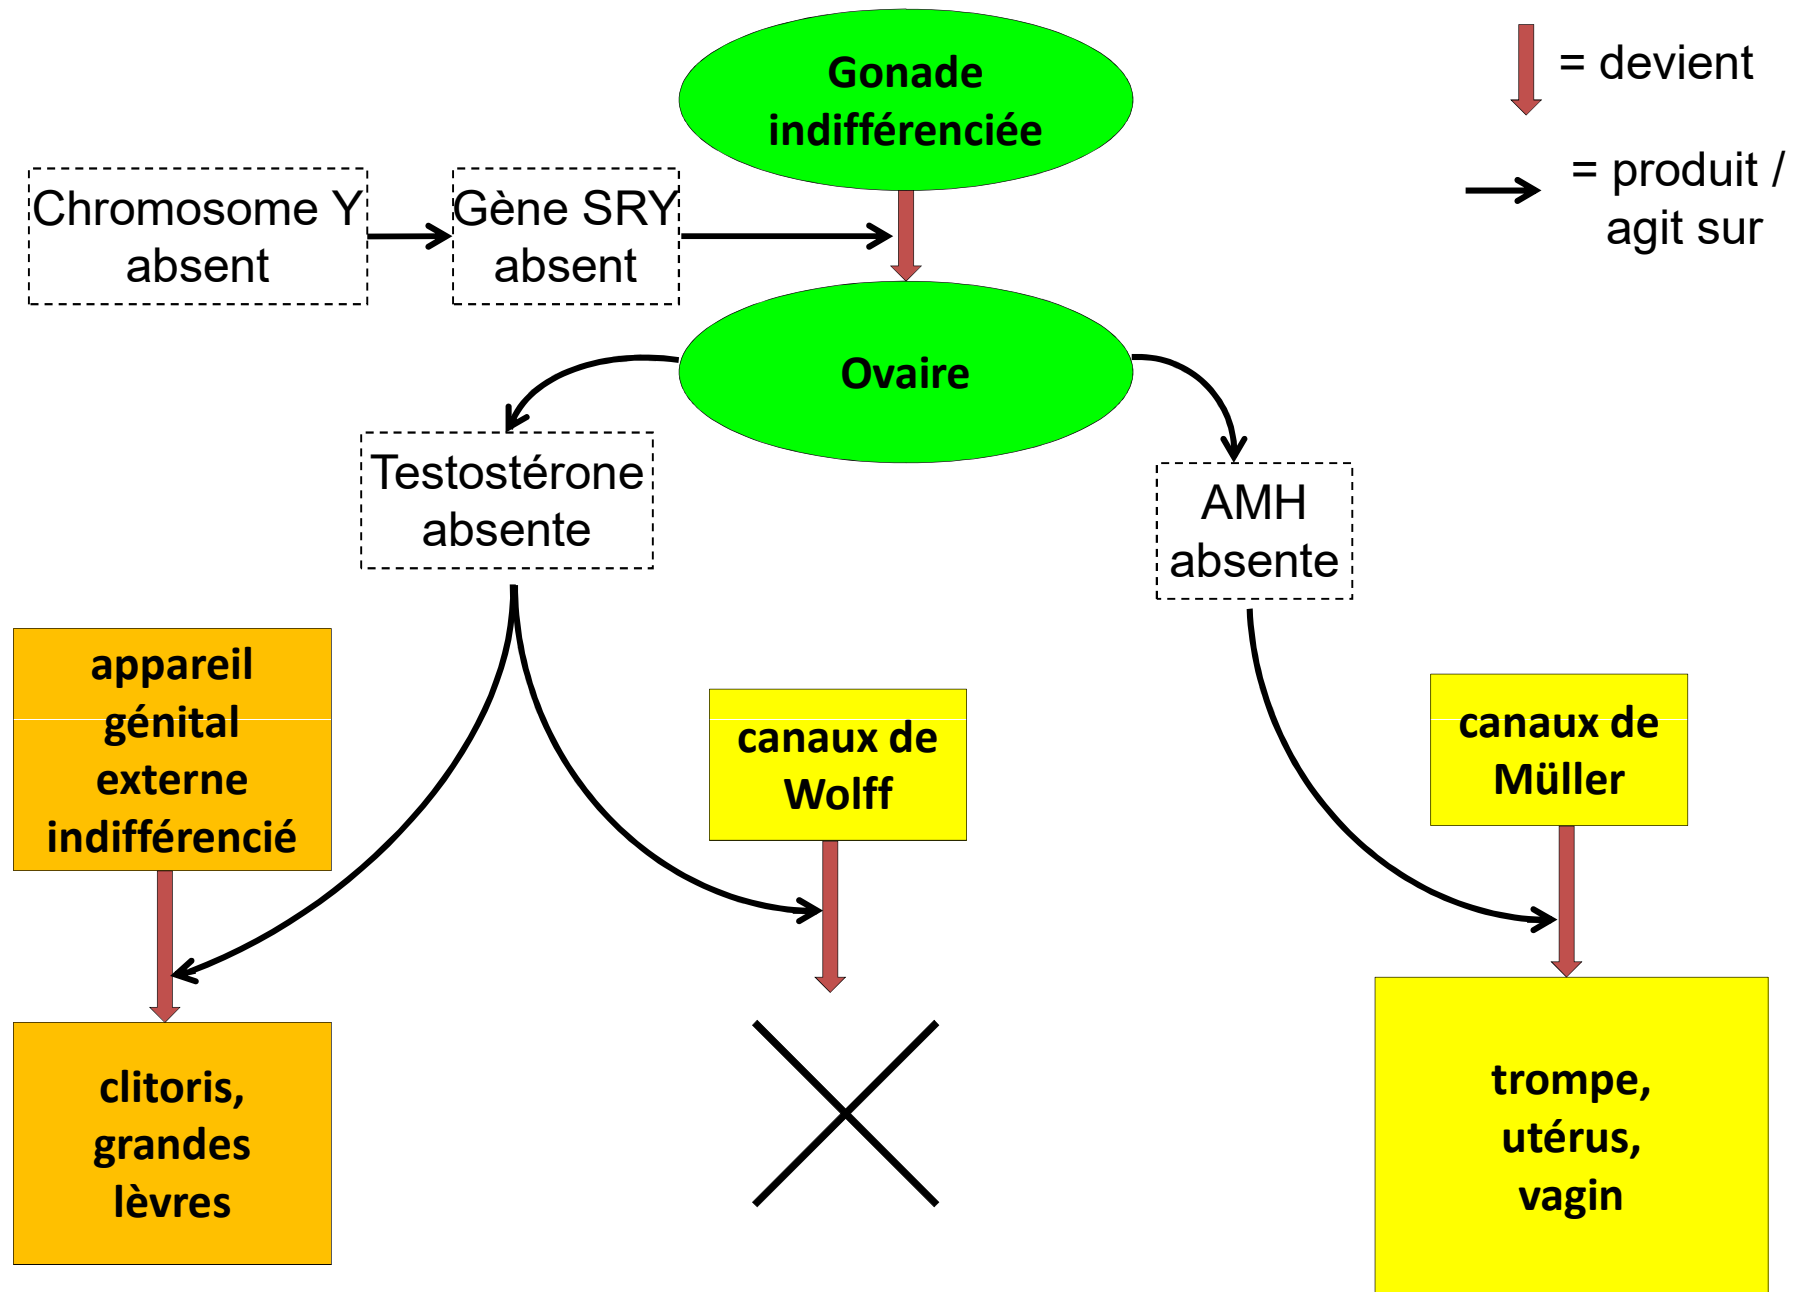 Gonade
indifférenciée
= devient
= produit /
agit sur
Chromosome Y
absent
Gène SRY
absent
Ovaire
Testostérone
absente
AMH
absente
appareil
génital
externe
indifférencié
canaux de
Wolff
canaux de
Müller
clitoris,
grandes
lèvres
trompe,
utérus,
vagin